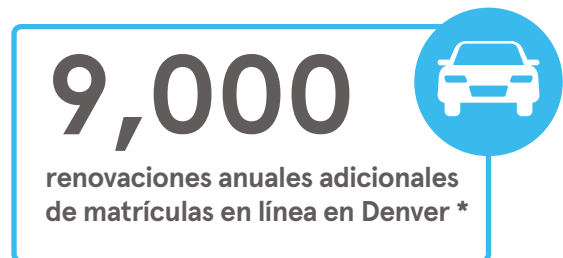 9,000
renovaciones anuales adicionales
de matrículas en línea en Denver *